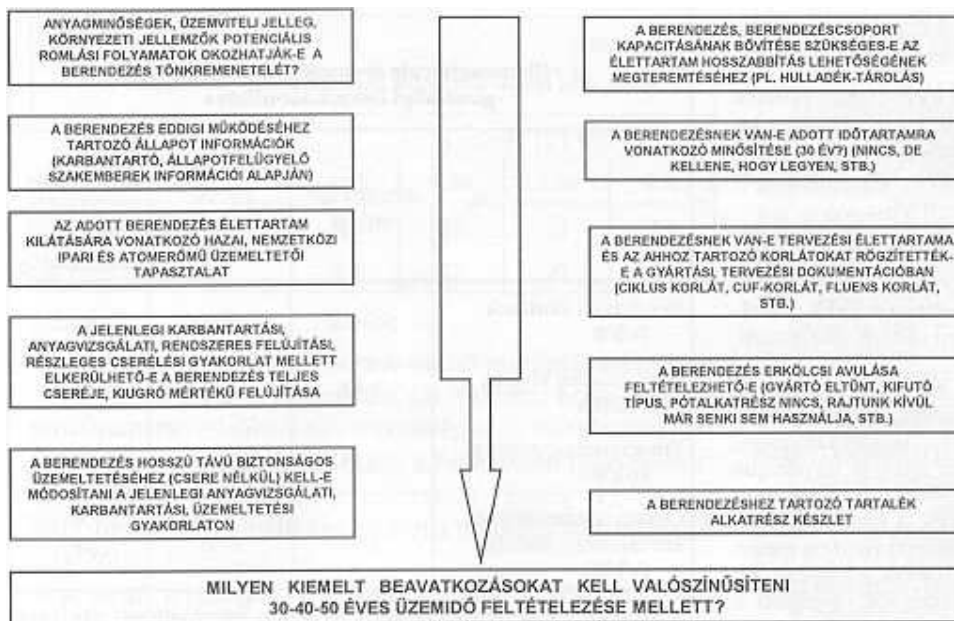 ANYAGMINŐSÉGEK, ÜZEMVITELI JELLEG,
KÖRNYEZETI JELLEMZŐK POTENCIÁLIS
ROMLÁSI FOLYAMATOK OKOZHATJÁK-E A
BERENDEZÉS TÖNKREMENETELÉT?
A BERENDEZÉS EDDIGI MŰKÖDÉSÉHEZ
TARTOZÓ ÁLLAPOT INFORMÁCIÓK
(KARBANTARTÓ, ÁLLAPOTFELÜGYELŐ
SZAKEMBEREK INFORMÁCIÓI ALAPJÁN)
AZ ADOTT BERENDEZÉS ÉLETTARTAM
KILÁTÁSÁRA VONATKOZÓ HAZAI, NEMZETKÖZI
IPARI ÉS ATOMERŐMŰ ÜZEMELTETŐI
TAPASZTALAT
A JELENLEGI KARBANTARTÁSI,
ANYAGVIZSGÁLATI, RENDSZERES FELÚJÍTÁSI,
RÉSZLEGES CSERÉLÉSI GYAKORLAT MELLETT
ELKERÜLHETŐ-E A BERENDEZÉS TELJES
CSERÉJE, KIUGRÓ MÉRTÉKŰ FELÚJÍTÁSA
A BERENDEZÉS HOSSZÚ TÁVÚ BIZTONSÁGOS
ÜZEMELTETÉSÉHEZ (CSERE NÉLKÜL) KELL-E
MÓDOSÍTANI A JELENLEGI ANYAGVIZSGÁLATI,
KARBANTARTÁSI, ÜZEMELTETÉSI
GYAKORLATON
A BERENDEZÉS, BERENDEZÉSCSOPORT
KAPACITÁSÁNAK BŐVÍTÉSE SZÜKSÉGES-E AZ
ÉLETTARTAM HOSSZABBÍTÁS LEHETŐSÉGÉNEK
MEGTEREMTÉSÉHEZ (PL. HULLADÉK-TÁROLÁS)
A BERENDEZÉSNEK VAN-E ADOTT IDŐTARTAMRA
VONATKOZÓ MINŐSÍTÉSE (30 ÉV?) (NINCS, DE
KELLENE, HOGY LEGYEN, STB.)
A BERENDEZÉSNEK VAN-E TERVEZÉSI ÉLETTARTAMA
ÉS AZ AHHOZ TARTOZÓ KORLÁTOKAT RÖGZÍTETTÉK-
E A GYÁRTÁSI, TERVEZÉSI DOKUMENTÁCIÓBAN
(CIKLUS KORLÁT, CUF-KORLÁT, FLUENS KORLÁT,
STB.)
A BERENDEZÉS ERKÖLCSI AVULÁSA
FELTÉTELEZHETŐ-E (GYÁRTÓ ELTŰNT, KIFUTÓ
TÍPUS, PÓTALKATRÉSZ NINCS, RAJTUNK KÍVÜL
MÁR SENKI SEM HASZNÁLJA, STB.)
A BERENDEZÉSHEZ TARTOZÓ TARTALÉK
ALKATRÉSZ KÉSZLET
MILYEN KIEMELT BEAVATKOZÁSOKAT KELL VALÓSZÍNŰSÍTENI
30-40-50 ÉVES ÜZEMIDŐ FELTÉTELEZÉSE MELLETT?